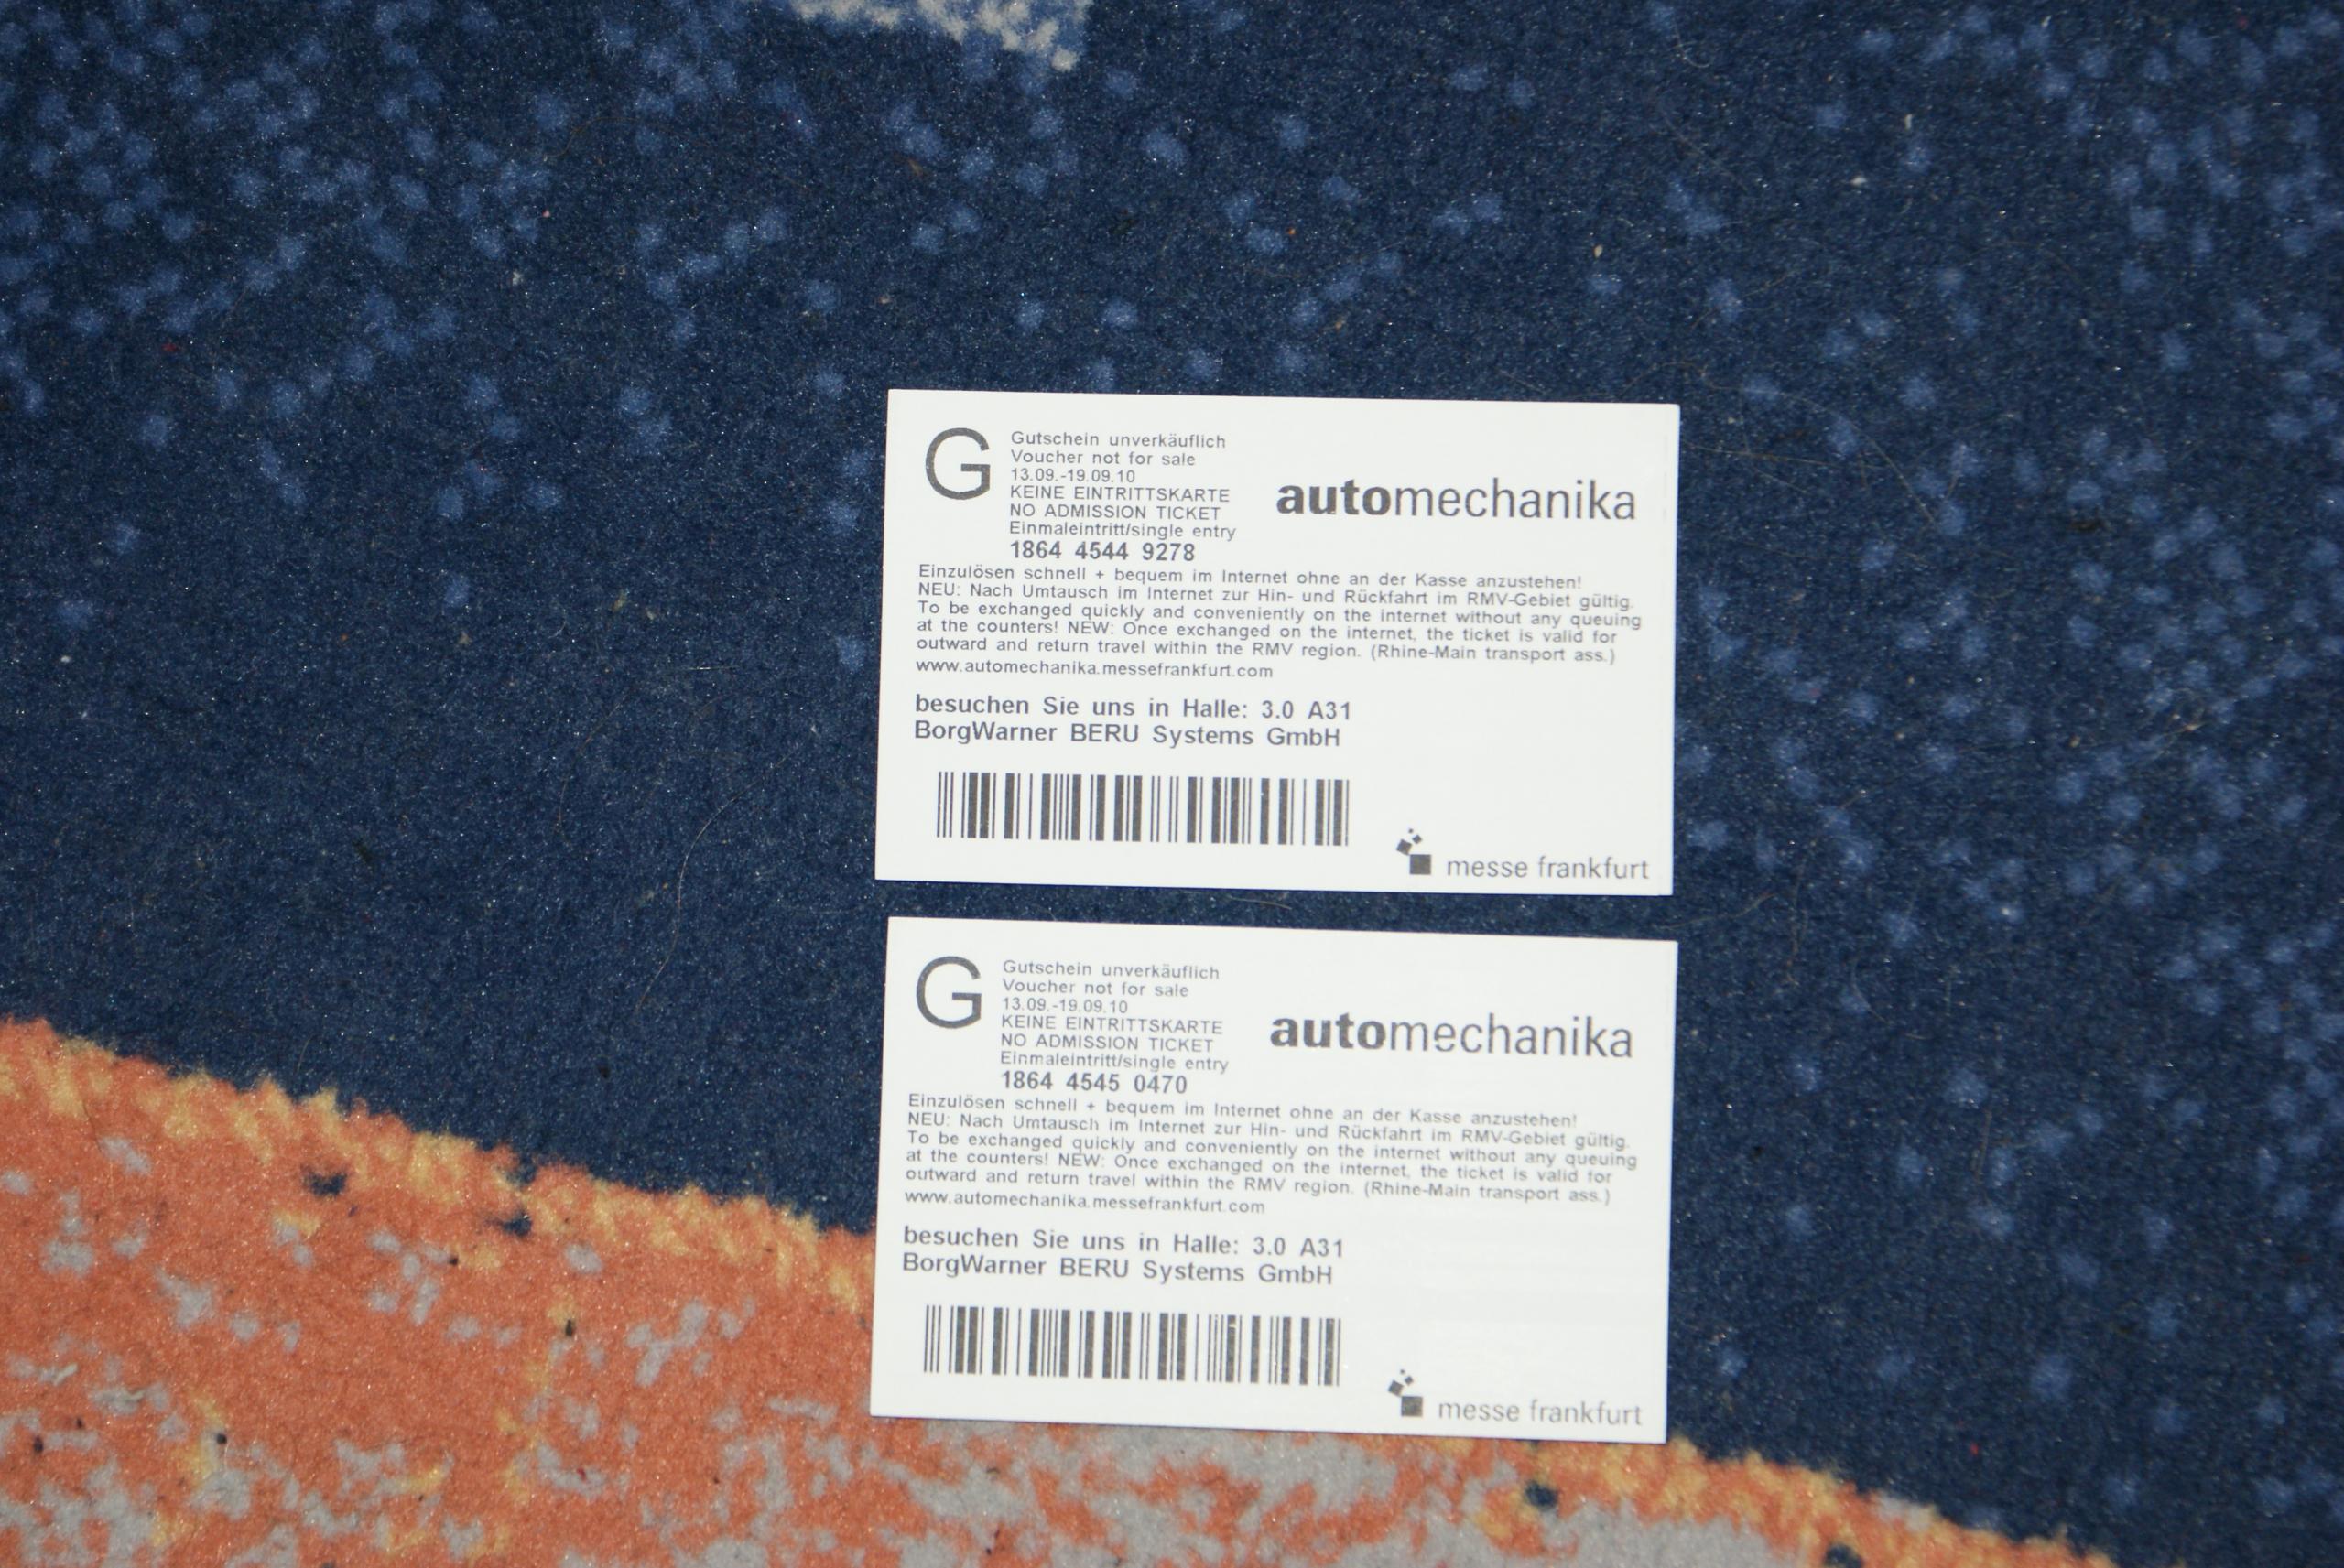 G
Gutschein unverkäuflich
Voucher not for sale
13.09.-19.09.10
KEINE EINTRITTSKARTE
NO ADMISSION TICKET
Einmaleintritt/single entry
1864 4544 9278
automechanika
Einzulösen schnell + bequem im Internet ohne an der Kasse anzustehen!
NEU: Nach Umtausch im Internet zur Hin- und Rückfahrt im RMV-Gebiet gültig.
To be exchanged quickly and conveniently on the internet without any queuing
at the counters! NEW: Once exchanged on the internet, the ticket is valid for
outward and return travel within the RMV region. (Rhine-Main transport ass.)
www.automechanika.messefrankfurt.com
besuchen Sie uns in Halle: 3.0 A31
BorgWarner BERU Systems GmbH
messe frankfurt
G
Gutschein unverkäuflich
Voucher not for sale
13.09.-19.09.10
KEINE EINTRITTSKARTE
NO ADMISSION TICKET
Einmaleintritt/single entry
1864 4545 0470
automechanika
Einzulösen schnell + bequem im Internet ohne an der Kasse anzustehen!
NEU: Nach Umtausch im Internet zur Hin- und Rückfahrt im RMV-Gebiet gültig.
To be exchanged quickly and conveniently on the internet without any queuing
at the counters! NEW: Once exchanged on the internet, the ticket is valid for
outward and return travel within the RMV region. (Rhine-Main transport ass.)
www.automechanika.messefrankfurt.com
besuchen Sie uns in Halle: 3.0 A31
BorgWarner BERU Systems GmbH
messe frankfurt